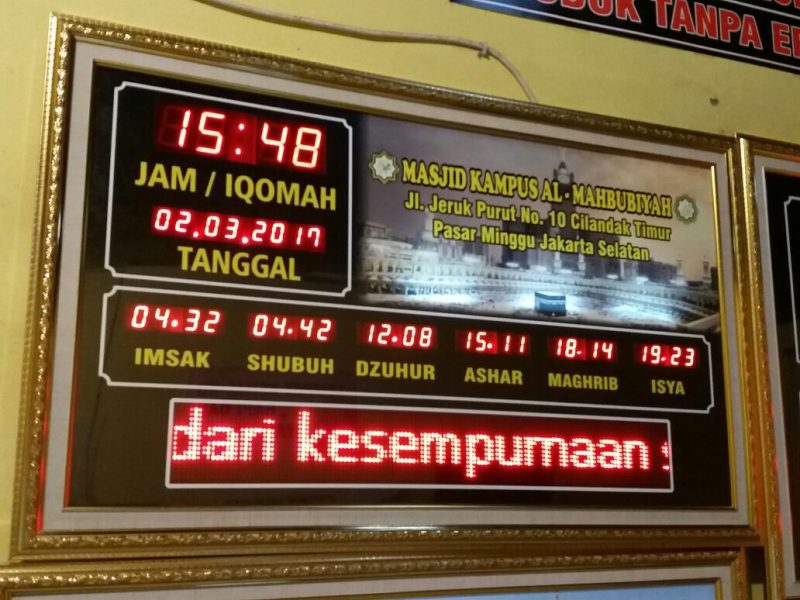 DUK TANPA
15:48
JAM / IQOMAH
02.03.2017
TANGGAL
MASJID KAMPUS AL - MAHBUBIYAH
Jl. Jeruk Purut No. 10 Cilandak Timur
Pasar Minggu Jakarta Selatan
04.32 04.42 12.08 15.11 18.14 19.23
IMSAK SHUBUH DZUHUR ASHAR MAGHRIB ISYA
dari kesempurnaan